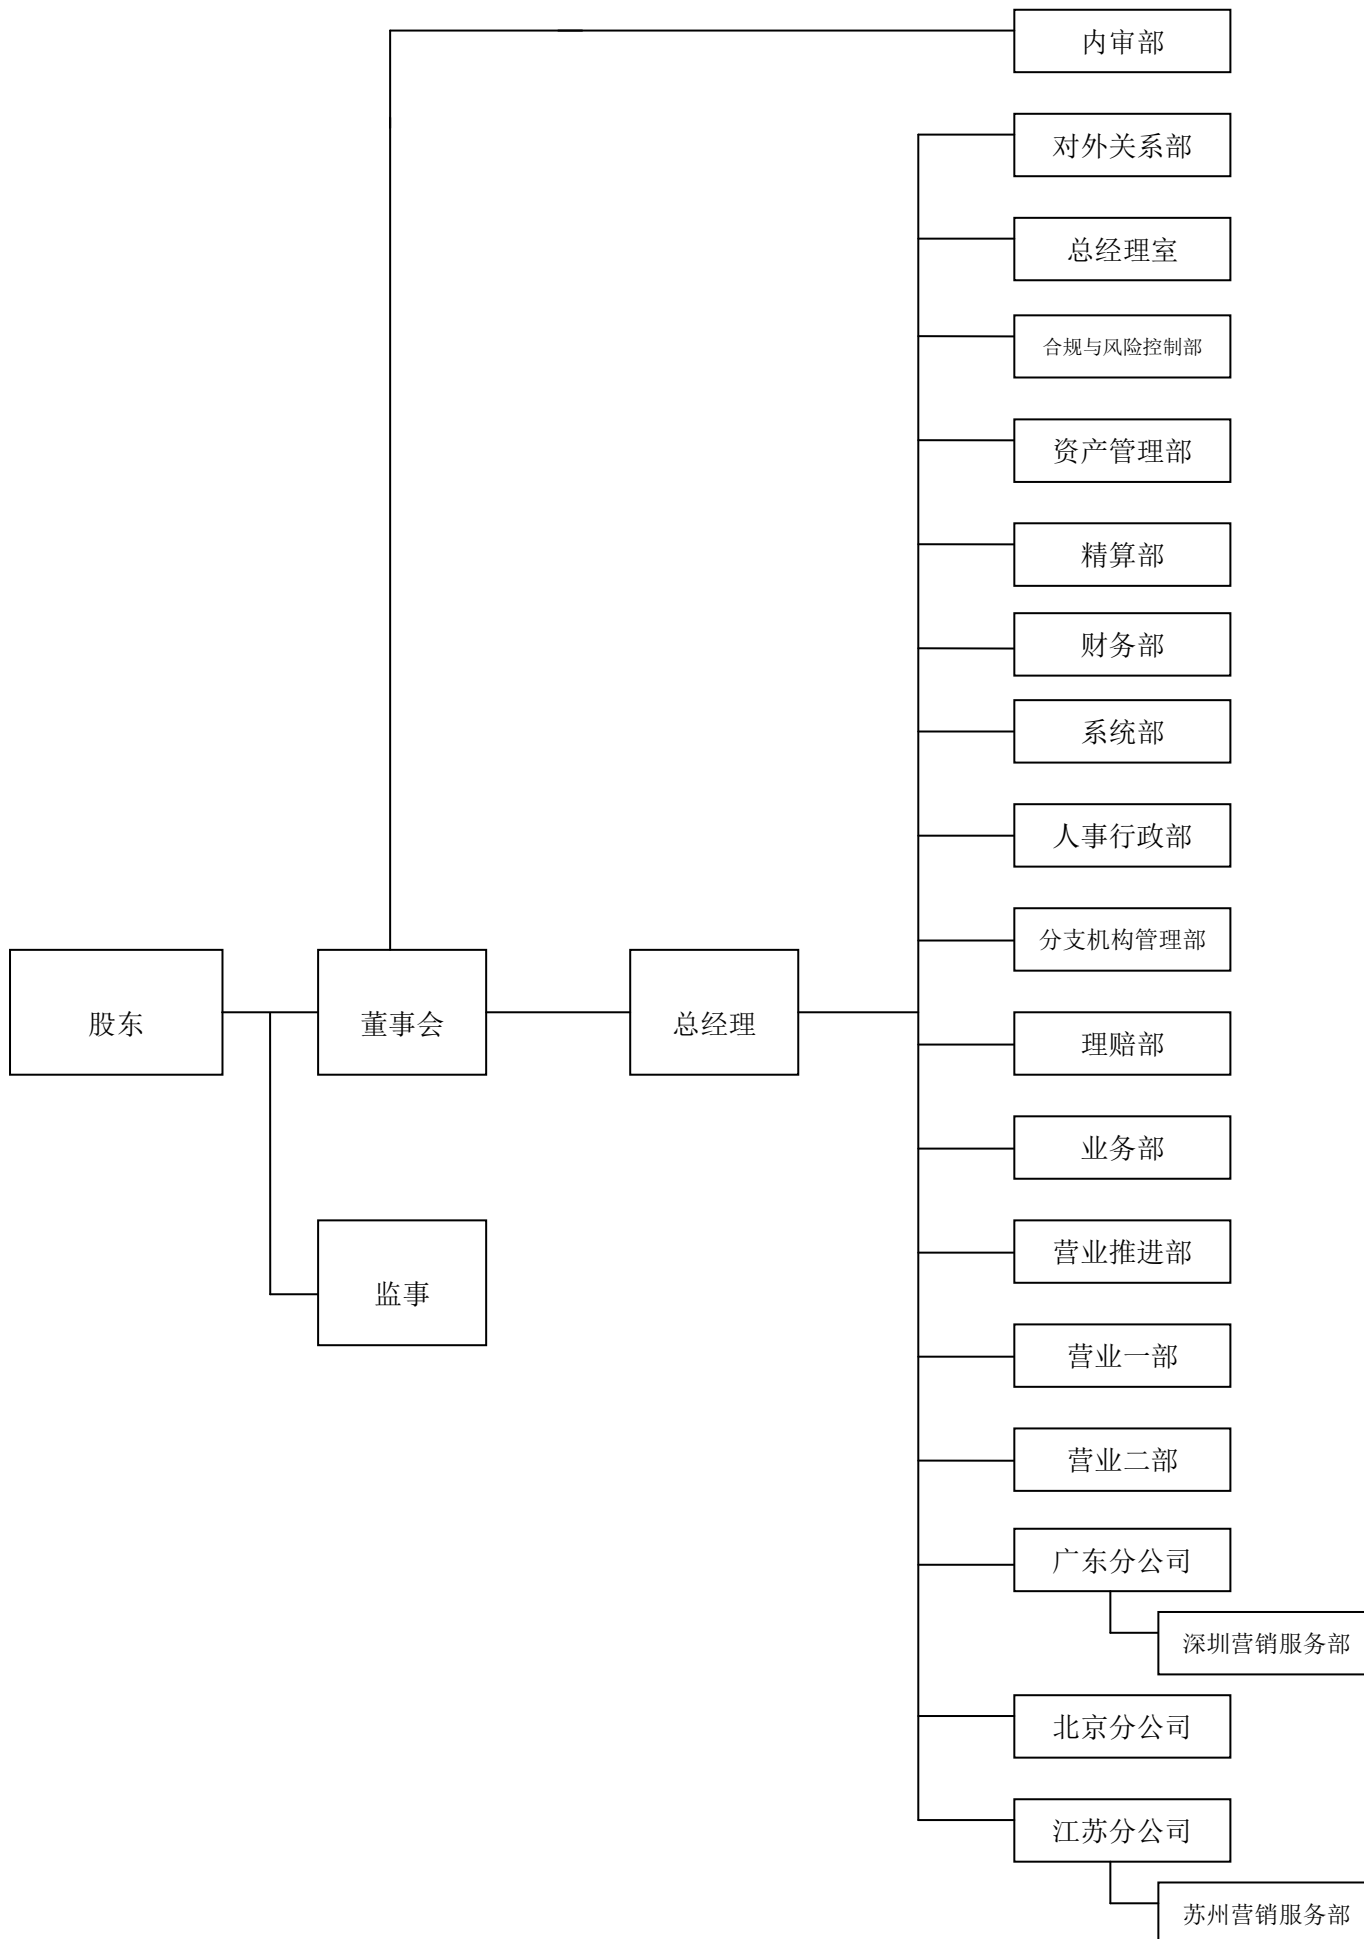 内审部
对外关系部
总经理室
合规与风险控制部
资产管理部
精算部
财务部
系统部
人事行政部
分支机构管理部
股东
董事会
总经理
理赔部
业务部
营业推进部
监事
营业一部
营业二部
广东分公司
深圳营销服务部
北京分公司
江苏分公司
苏州营销服务部